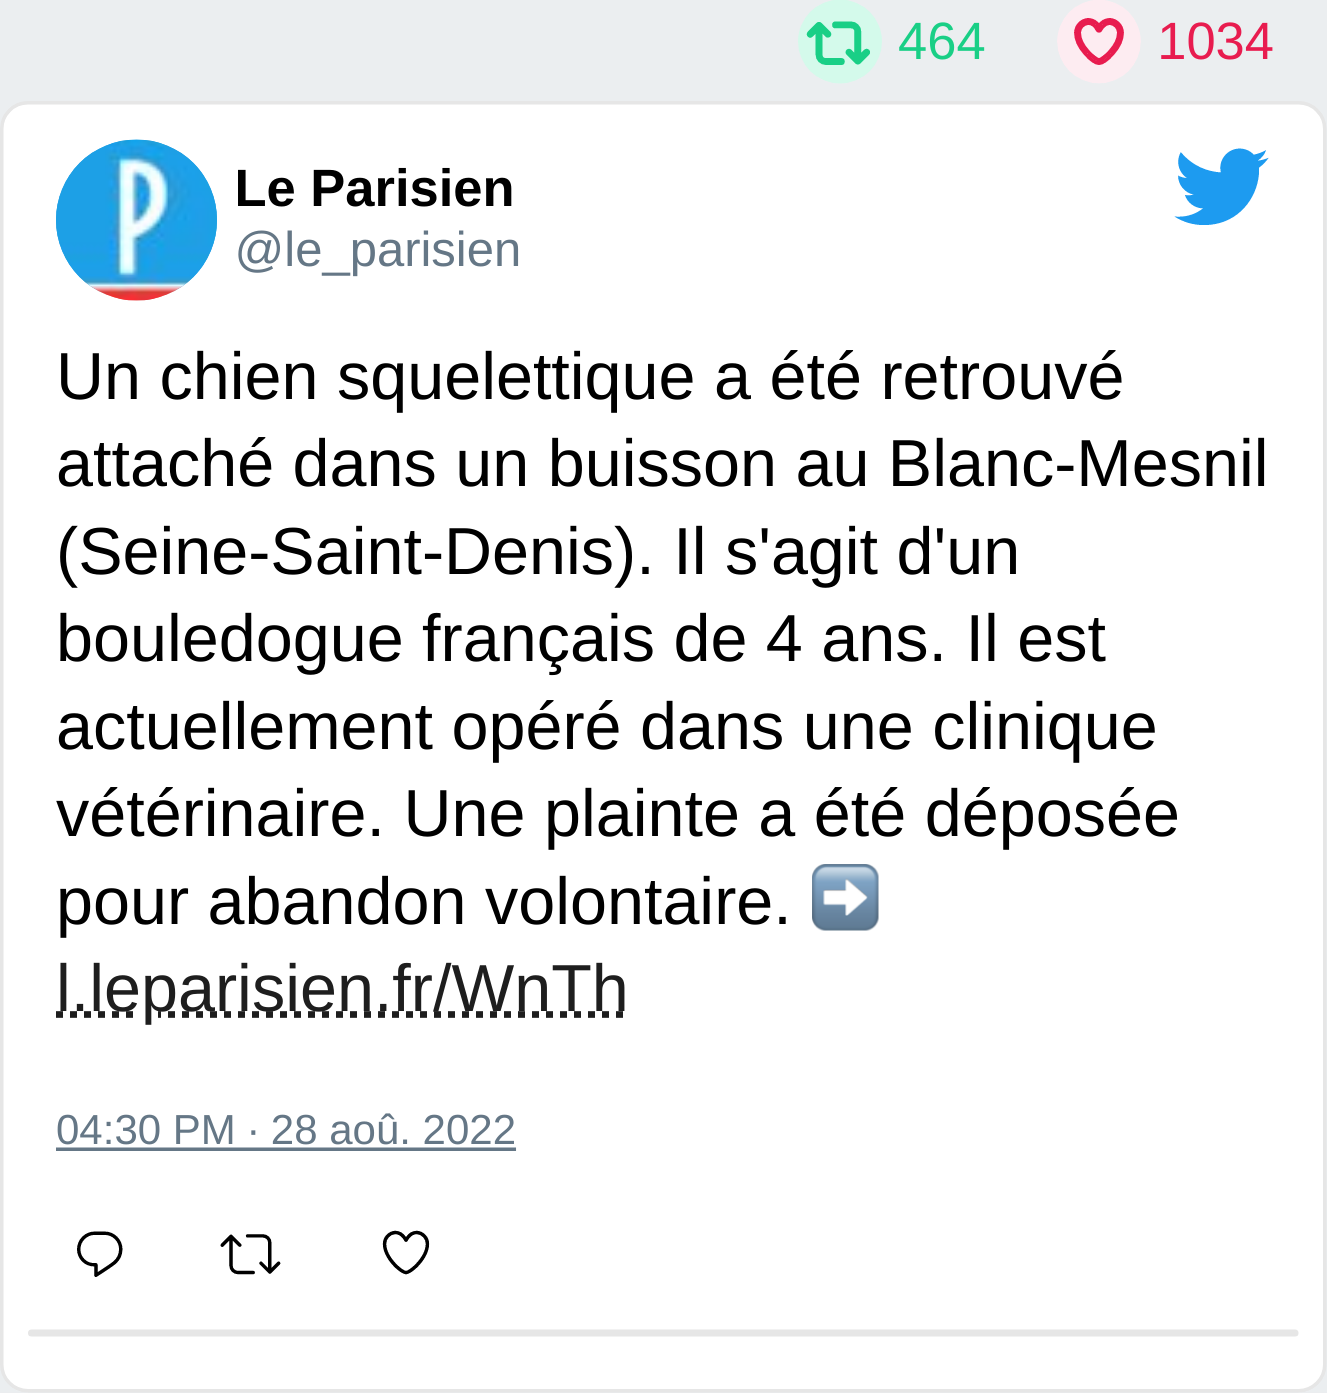 464 1034
Le Parisien
@le_parisien
Un chien squelettique a été retrouvé
attaché dans un buisson au Blanc-Mesnil
(Seine-Saint-Denis). Il s'agit d'un
bouledogue français de 4 ans. Il est
actuellement opéré dans une clinique
vétérinaire. Une plainte a été déposée
pour abandon volontaire. ➡️
l.leparisien.fr/WnTh
04:30 PM · 28 aoû. 2022